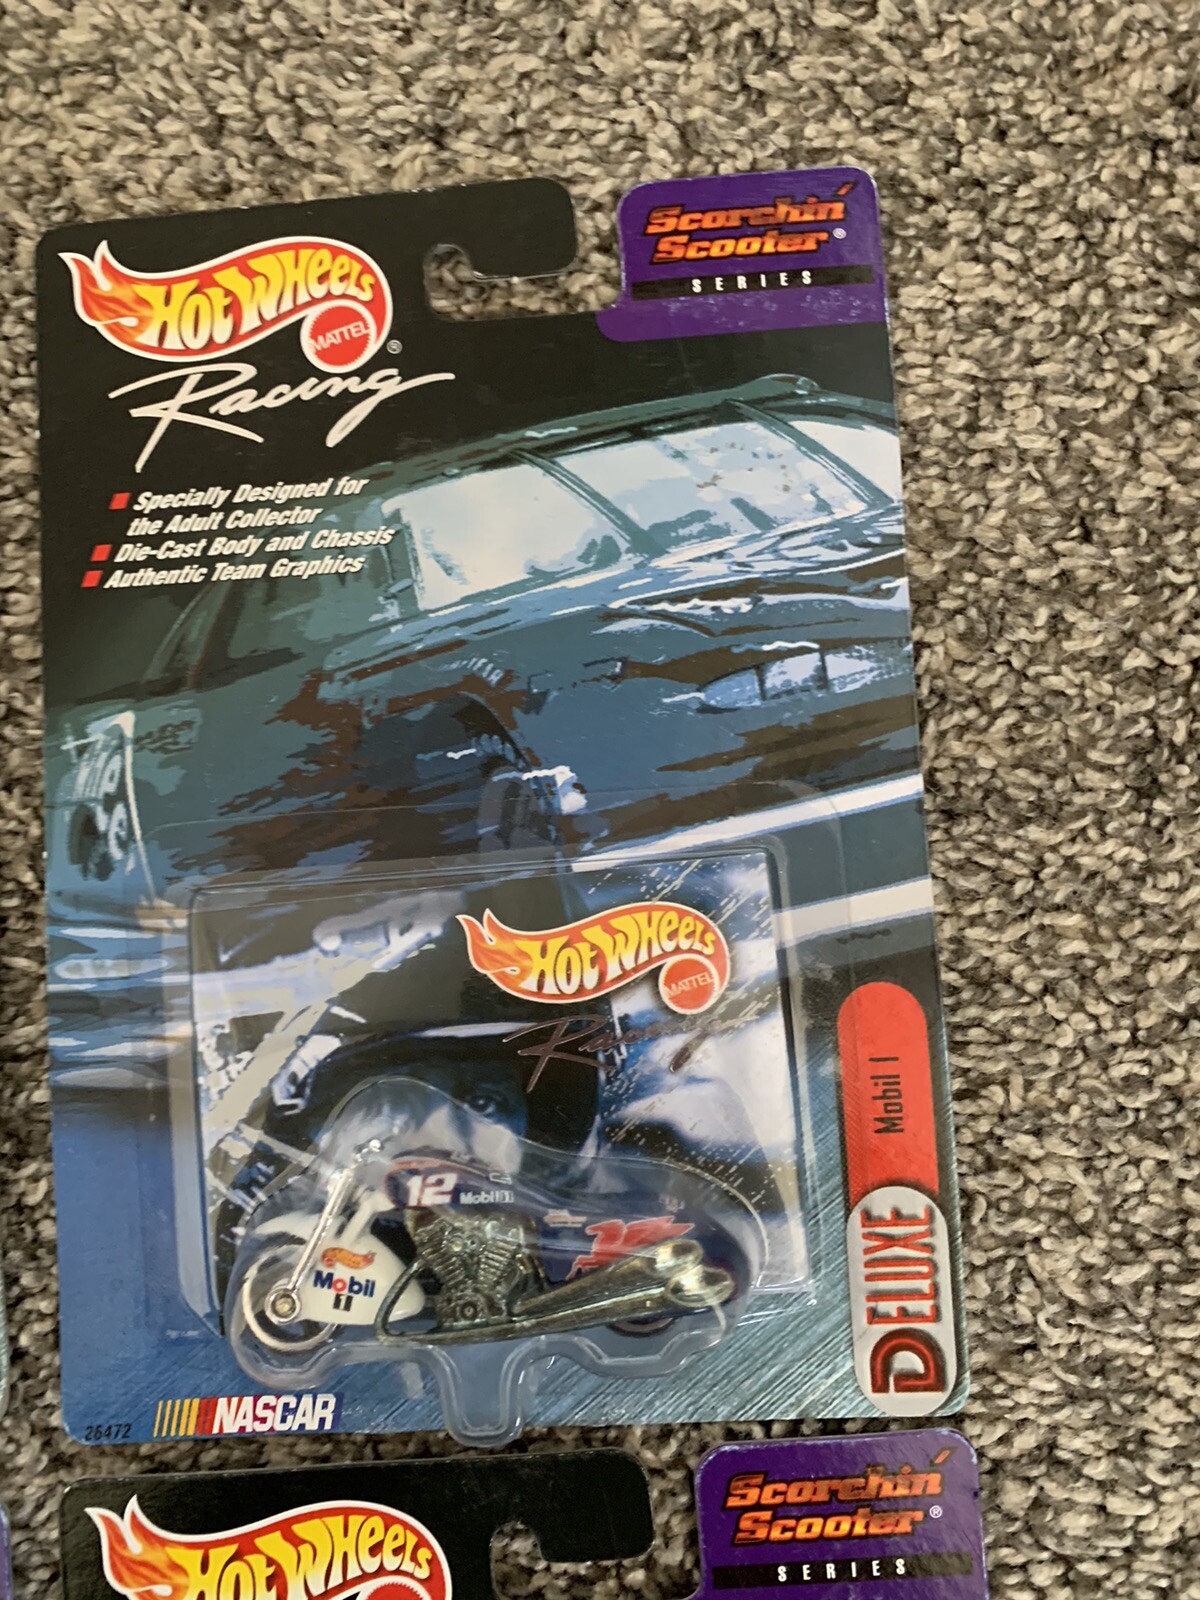 Scorchin'
Scooter®
SERIES
HOT WHEELS
MATTEL
®
Racing
Specially Designed for
the Adult Collector
Die-Cast Body and Chassis
Authentic Team Graphics
HOT WHEELS
MATTEL
Racing
Mobil 1
DELUXE
12
Mobil 1
12
Mobil
1
26472
NASCAR
Scorchin'
Scooter®
SERIES
HOT WHEELS